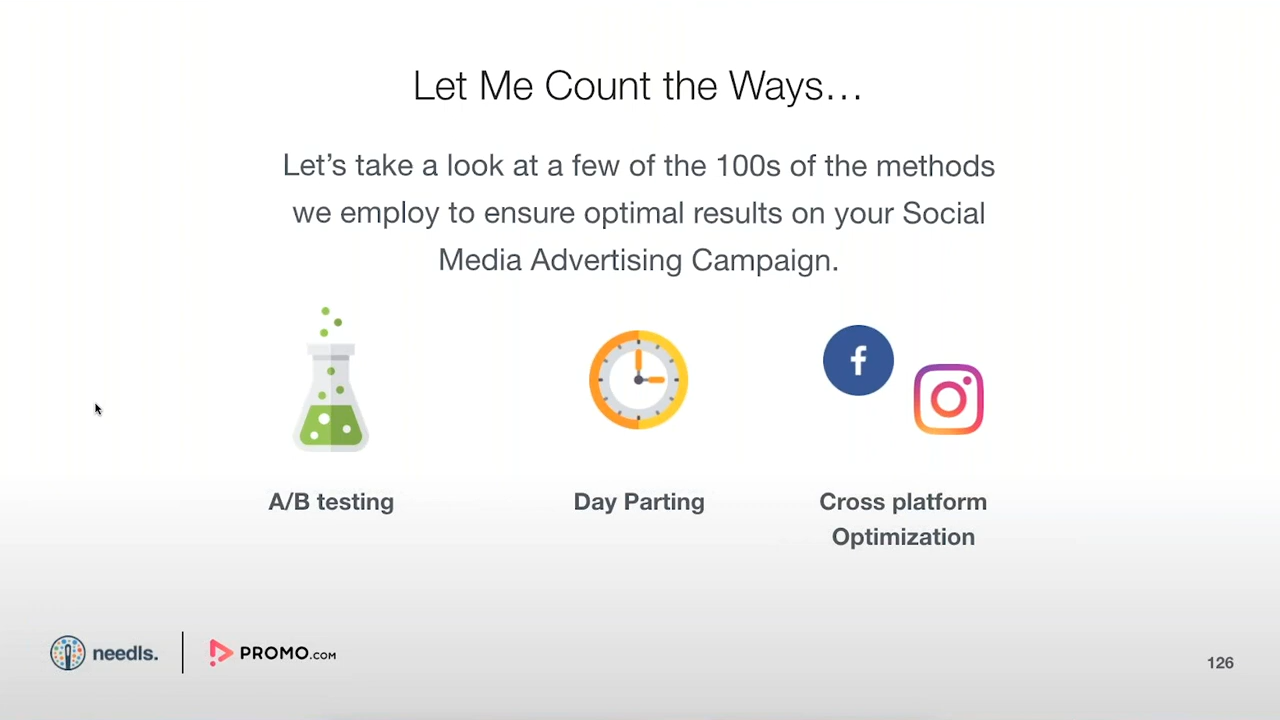 Let Me Count the Ways…
Let’s take a look at a few of the 100s of the methods
we employ to ensure optimal results on your Social
Media Advertising Campaign.
f
A/B testing
Day Parting
Cross platform
Optimization
needls.
PROMO.COM
126